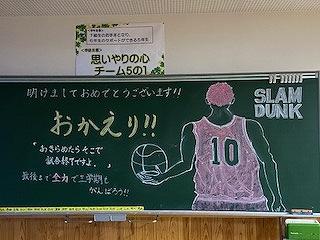 思いやりの心
チーム5の1
明けましておめでとうございます!!
おかえり!!
"あきらめたらそこで
試合終了ですよ。"
最後まで全力で三学期も
がんばろう!!
SLAM
DUNK
10